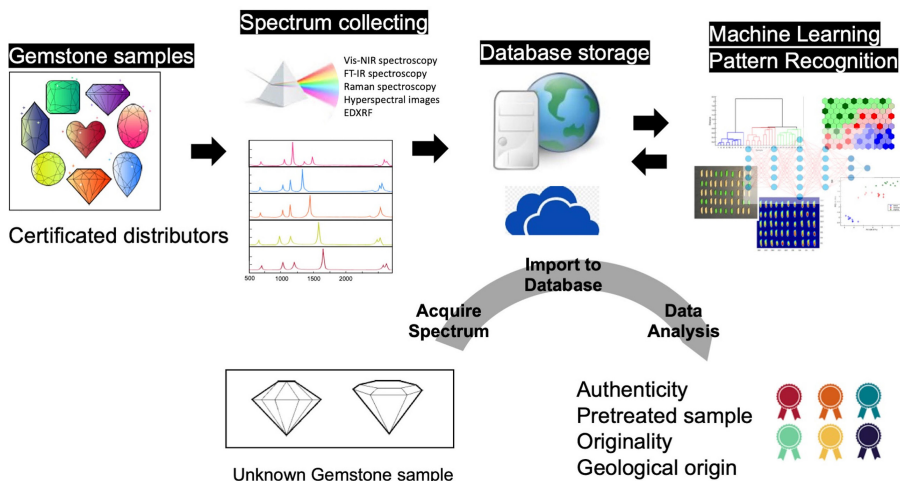 Gemstone samples
Certificated distributors
Spectrum collecting
Vis-NIR spectroscopy
FT-IR spectroscopy
Raman spectroscopy
Hyperspectral images
EDXRF
500 1000 1500 2000
Database storage
Machine Learning
Pattern Recognition
Import to
Database
Acquire
Spectrum
Data
Analysis
Unknown Gemstone sample
Authenticity
Pretreated sample
Originality
Geological origin